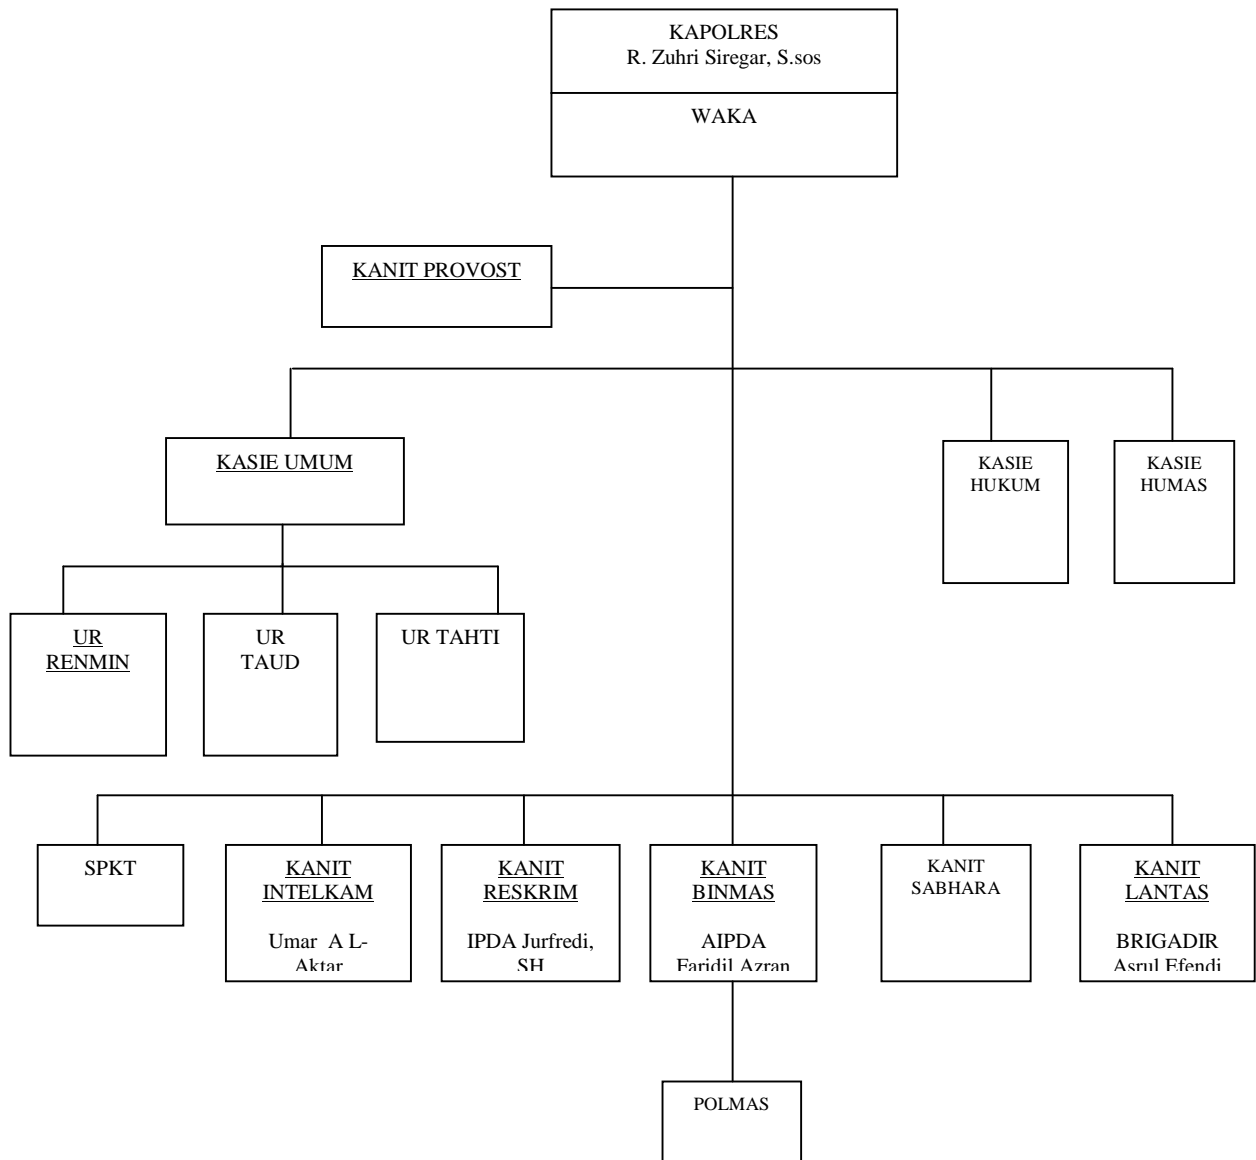 KAPOLRES
R. Zuhri Siregar, S.sos
WAKA
KANIT PROVOST
KASIE UMUM
KASIE
HUKUM
KASIE
HUMAS
UR
RENMIN
UR
TAUD
UR TAHTI
SPKT
KANIT
INTELKAM
Umar A L-
Aktar
KANIT
RESKRIM
IPDA Jurfredi,
SH
KANIT
BINMAS
AIPDA
Faridil Azran
KANIT
SABHARA
KANIT
LANTAS
BRIGADIR
Asrul Efendi
POLMAS